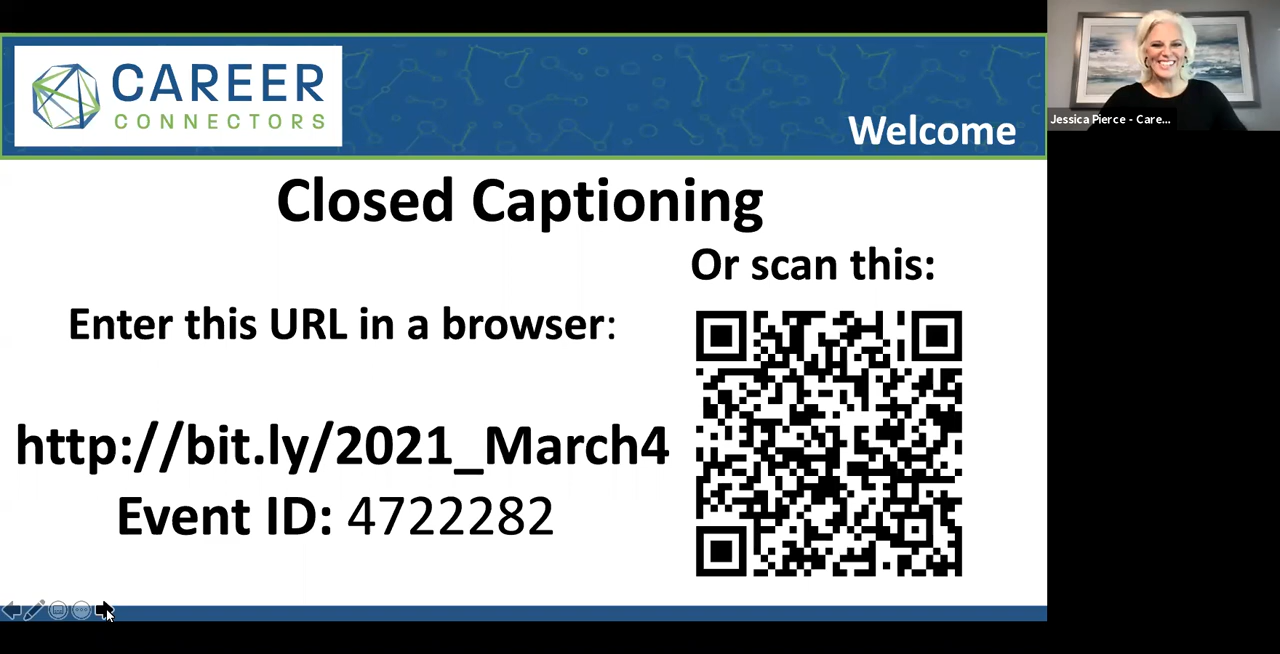 CAREER
CONNECTORS
Welcome
Closed Captioning
Or scan this:
Enter this URL in a browser:
http://bit.ly/2021_March4
Event ID: 4722282
Jessica Pierce - Care...